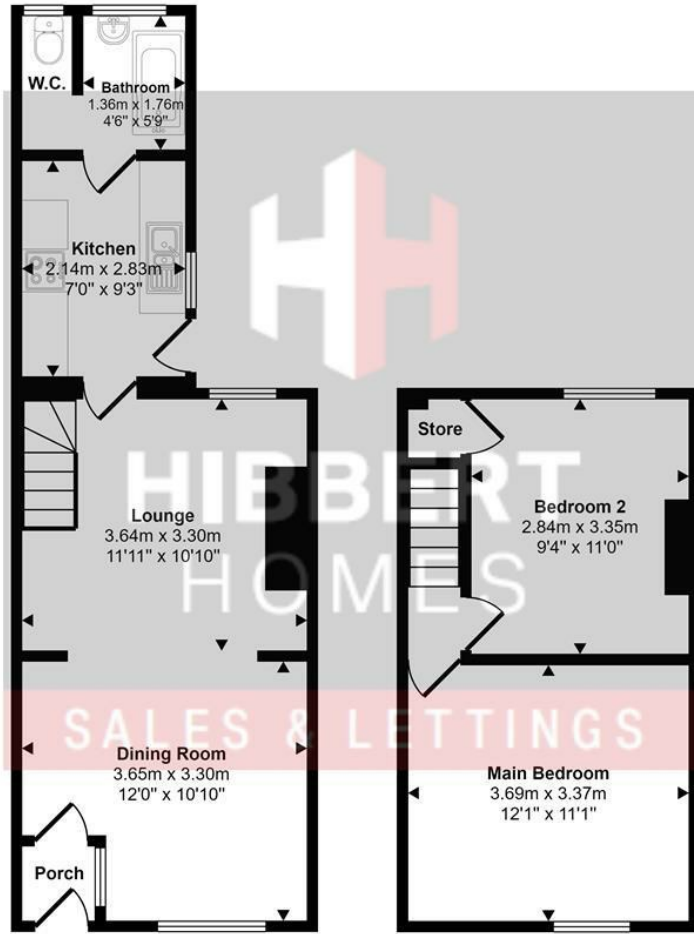 W.C.
Bathroom
1.36m x 1.76m
4'6" x 5'9"
Kitchen
2.14m x 2.83m
7'0" x 9'3"
Lounge
3.64m x 3.30m
11'11" x 10'10"
Dining Room
3.65m x 3.30m
12'0" x 10'10"
Porch
Store
Bedroom 2
2.84m x 3.35m
9'4" x 11'0"
Main Bedroom
3.69m x 3.37m
12'1" x 11'1"
HIBBERT
HOMES
SALES & LETTINGS